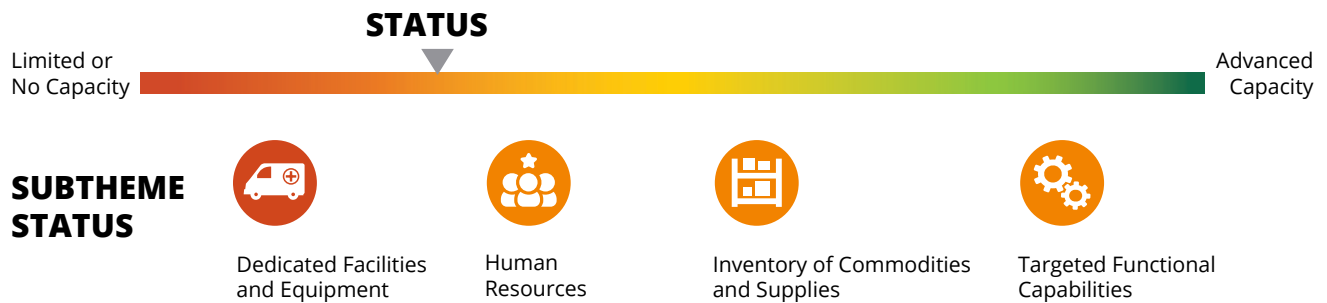 STATUS
Limited or
No Capacity
Advanced
Capacity
SUBTHEME
STATUS
Dedicated Facilities
and Equipment
Human
Resources
Inventory of Commodities
and Supplies
Targeted Functional
Capabilities